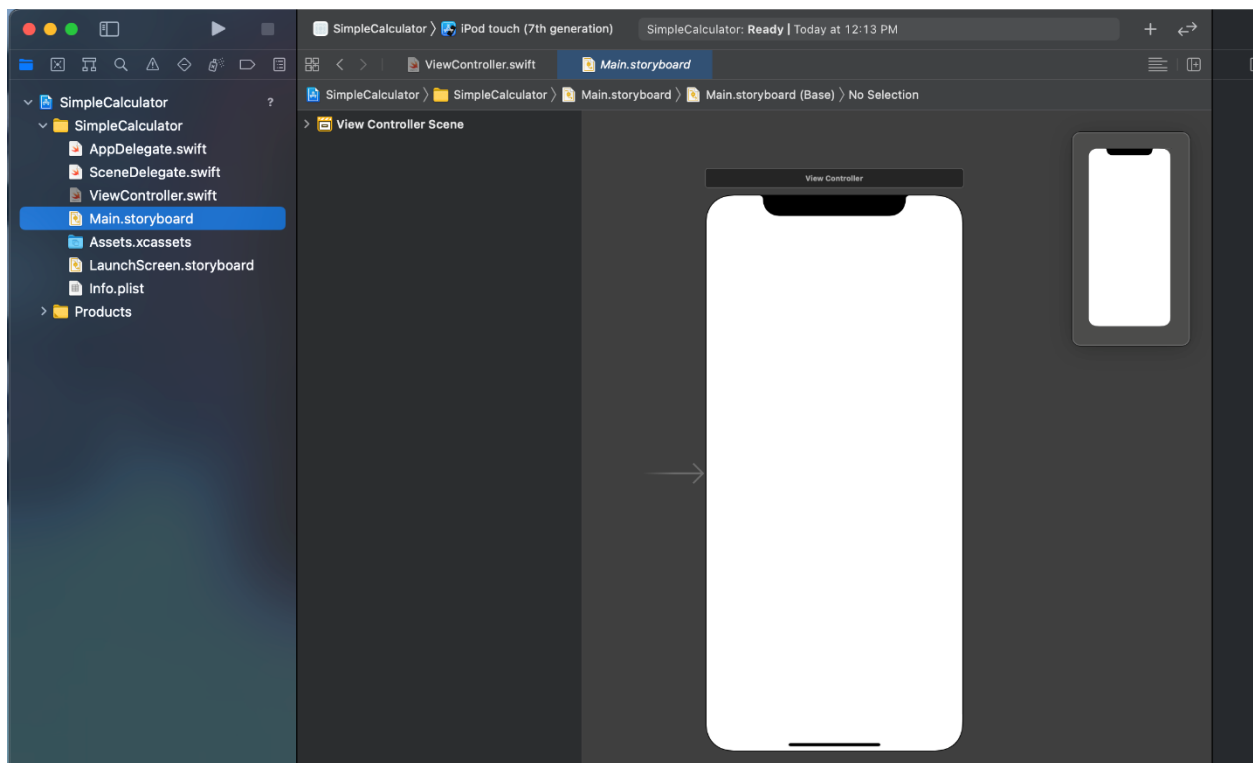 SimpleCalculator 〉 iPod touch (7th generation)
SimpleCalculator: Ready | Today at 12:13 PM
ViewController.swift
Main.storyboard
SimpleCalculator 〉 SimpleCalculator 〉 Main.storyboard 〉 Main.storyboard (Base) 〉 No Selection
SimpleCalculator ?
SimpleCalculator
AppDelegate.swift
SceneDelegate.swift
ViewController.swift
Main.storyboard
Assets.xcassets
LaunchScreen.storyboard
Info.plist
Products
View Controller Scene
View Controller